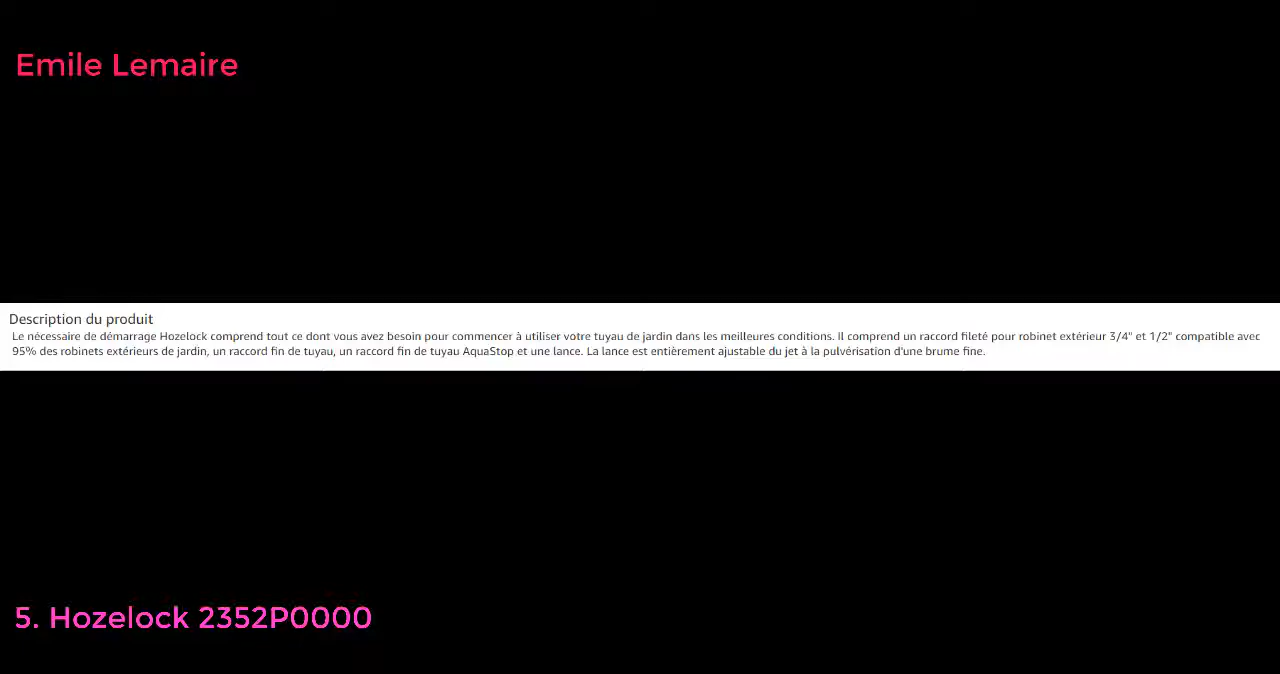 Emile Lemaire
Description du produit
Le nécessaire de démarrage Hozelock comprend tout ce dont vous avez besoin pour commencer à utiliser votre tuyau de jardin dans les meilleures conditions. Il comprend un raccord fileté pour robinet extérieur 3/4" et 1/2" compatible avec
95% des robinets extérieurs de jardin, un raccord fin de tuyau, un raccord fin de tuyau AquaStop et une lance. La lance est entièrement ajustable du jet à la pulvérisation d'une brume fine.
5. Hozelock 2352P0000